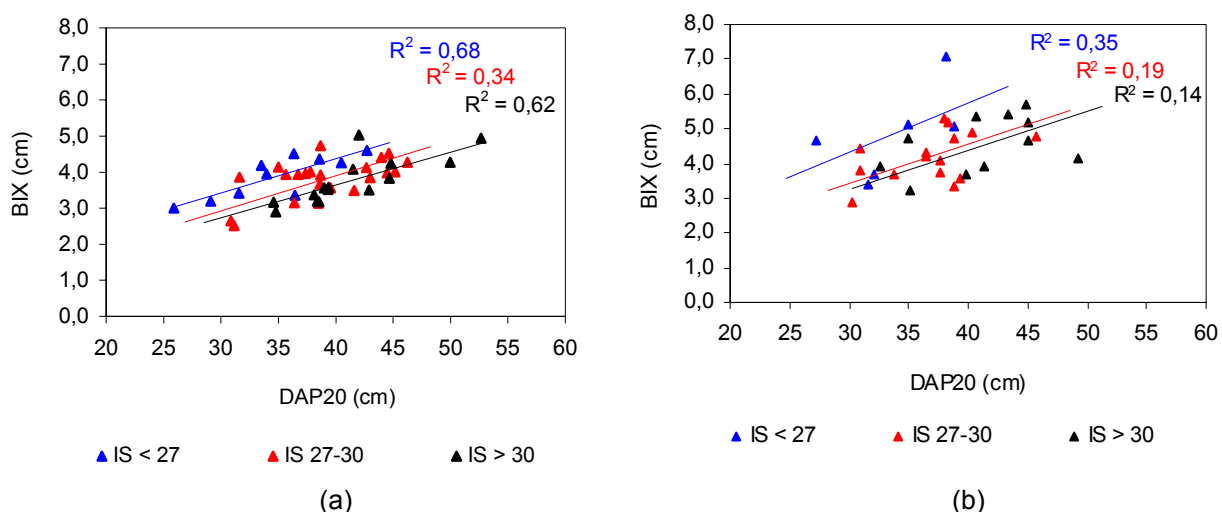 8,0
7,0
6,0
5,0
4,0
3,0
2,0
1,0
0,0
BIX (cm)
R² = 0,68
R² = 0,34
R² = 0,62
20 25 30 35 40 45 50 55 60
DAP20 (cm)
IS < 27 IS 27-30 IS > 30
(a)
8,0
7,0
6,0
5,0
4,0
3,0
2,0
1,0
0,0
BIX (cm)
R² = 0,35
R² = 0,19
R² = 0,14
20 25 30 35 40 45 50 55 60
DAP20 (cm)
IS < 27 IS 27-30 IS > 30
(b)